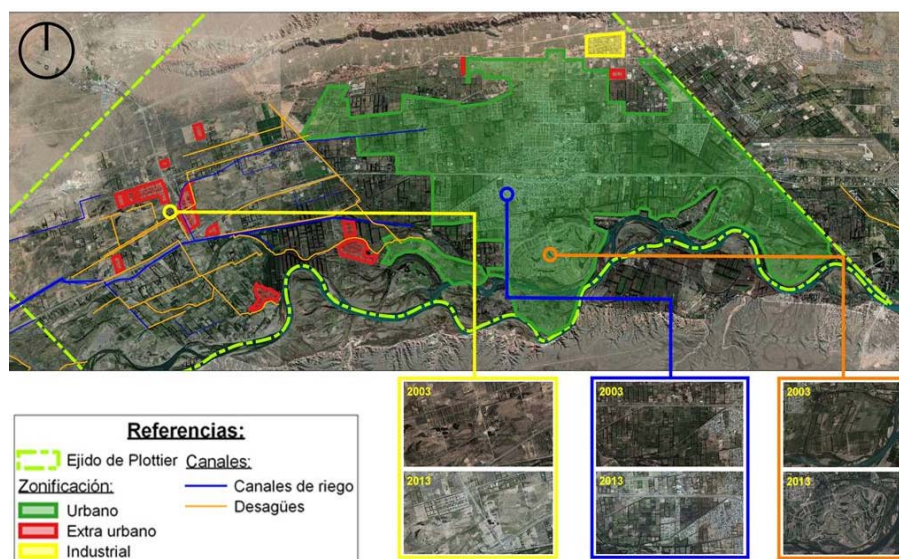 2003
2003
2003
2013
2013
2013
Referencias:
Ejido de Plottier
Canales:
Zonificación:
Canales de riego
Urbano
Desagües
Extra urbano
Industrial